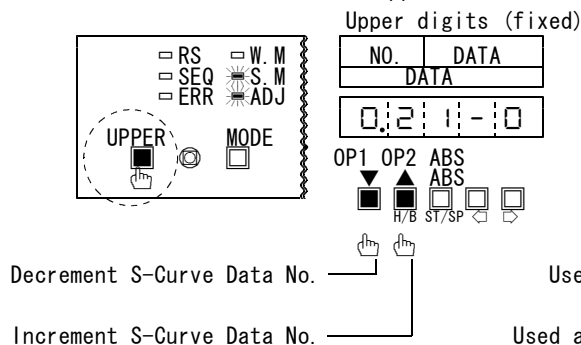 Upper digits (fixed)
RS W.M
SEQ S.M
ERR ADJ
UPPER MODE
NO. DATA
DATA
0.21-0
OP1 OP2 ABS
▼ ▲ ABS
H/B ST/SP ⇦ ⇨
Decrement S-Curve Data No.
Use
Increment S-Curve Data No.
Used a